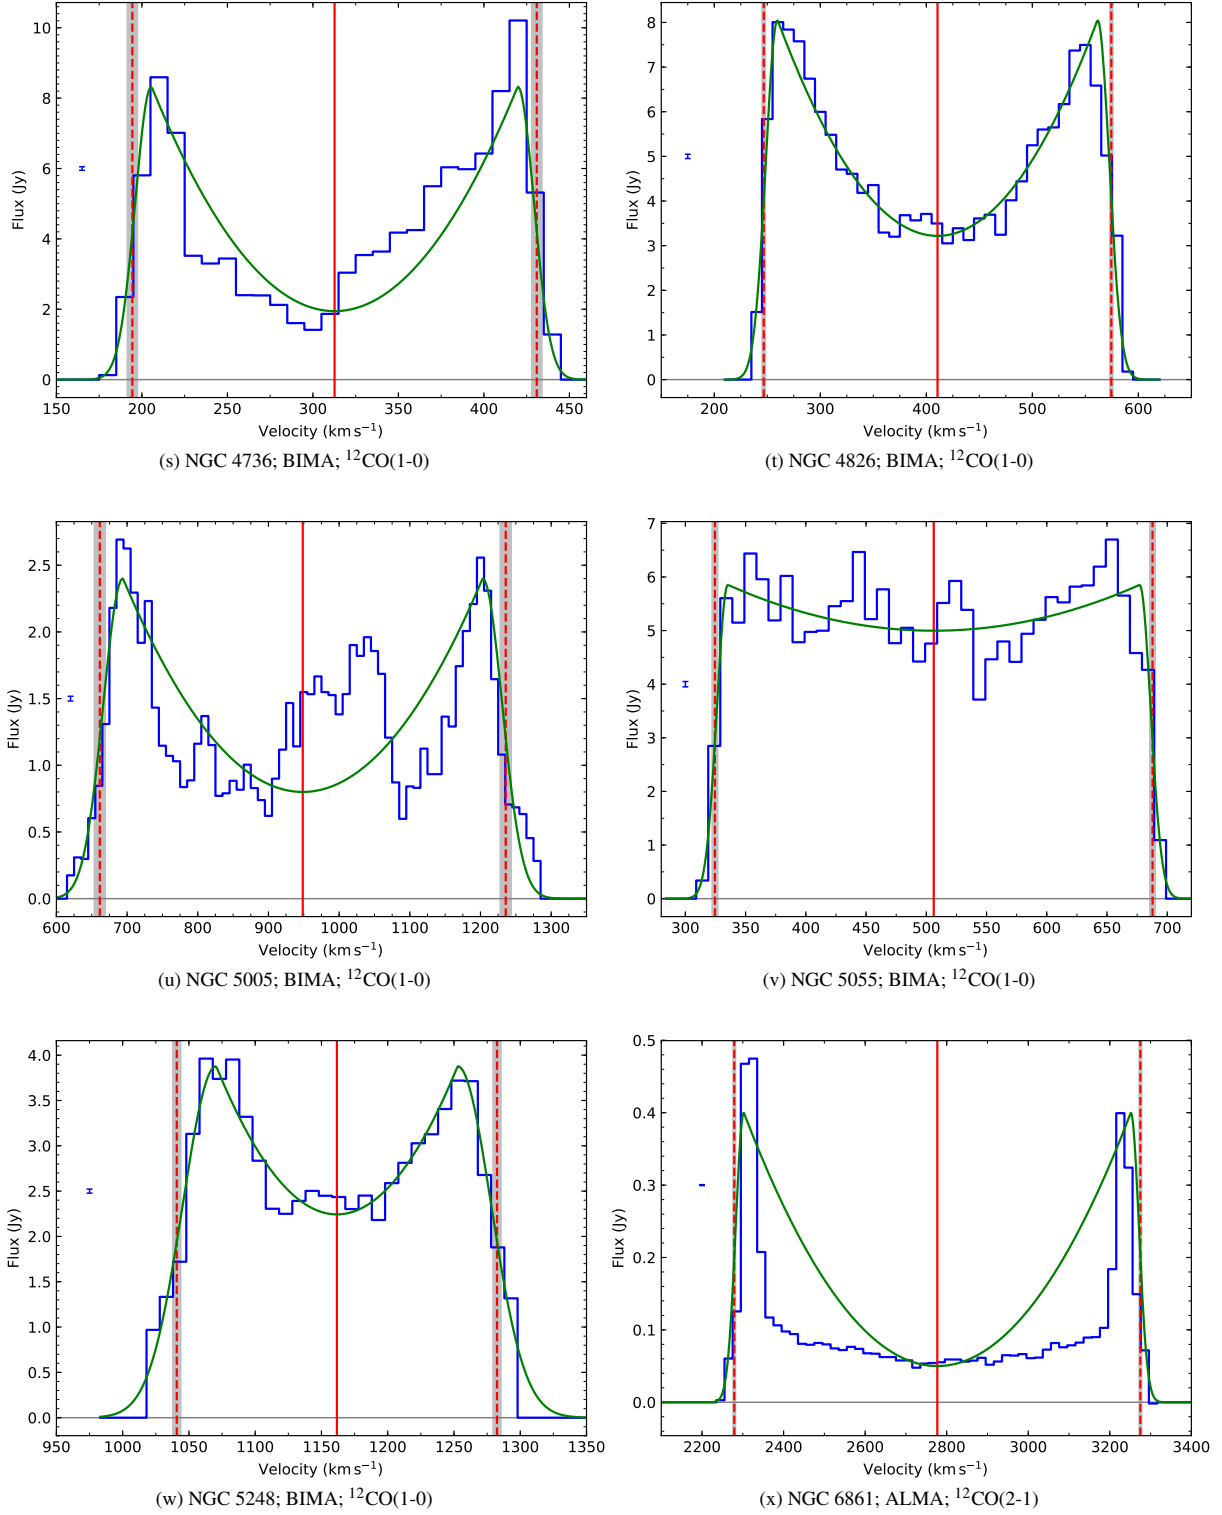 10
8
6
4
2
0
Flux (Jy)
150 200 250 300 350 400 450
Velocity (km s⁻¹)
(s) NGC 4736; BIMA; ¹²CO(1-0)
8
7
6
5
4
3
2
1
0
Flux (Jy)
200 300 400 500 600
Velocity (km s⁻¹)
(t) NGC 4826; BIMA; ¹²CO(1-0)
2.5
2.0
1.5
1.0
0.5
0.0
Flux (Jy)
600 700 800 900 1000 1100 1200 1300
Velocity (km s⁻¹)
(u) NGC 5005; BIMA; ¹²CO(1-0)
7
6
5
4
3
2
1
0
Flux (Jy)
300 350 400 450 500 550 600 650 700
Velocity (km s⁻¹)
(v) NGC 5055; BIMA; ¹²CO(1-0)
4.0
3.5
3.0
2.5
2.0
1.5
1.0
0.5
0.0
Flux (Jy)
950 1000 1050 1100 1150 1200 1250 1300 1350
Velocity (km s⁻¹)
(w) NGC 5248; BIMA; ¹²CO(1-0)
0.5
0.4
0.3
0.2
0.1
0.0
Flux (Jy)
2200 2400 2600 2800 3000 3200 3400
Velocity (km s⁻¹)
(x) NGC 6861; ALMA; ¹²CO(2-1)